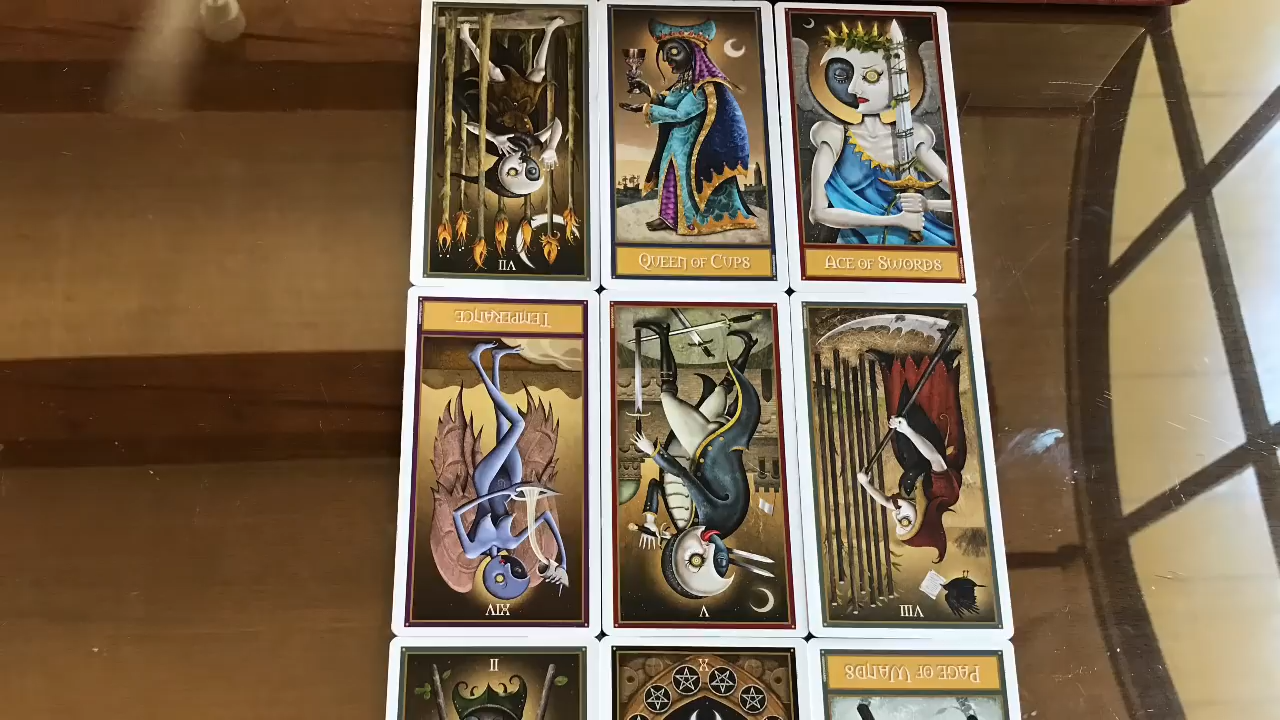 VII
QUEEN OF CUPS
ACE OF SWORDS
TEMPERANCE
XIV
V
VIII
II
X
PAGE OF WANDS